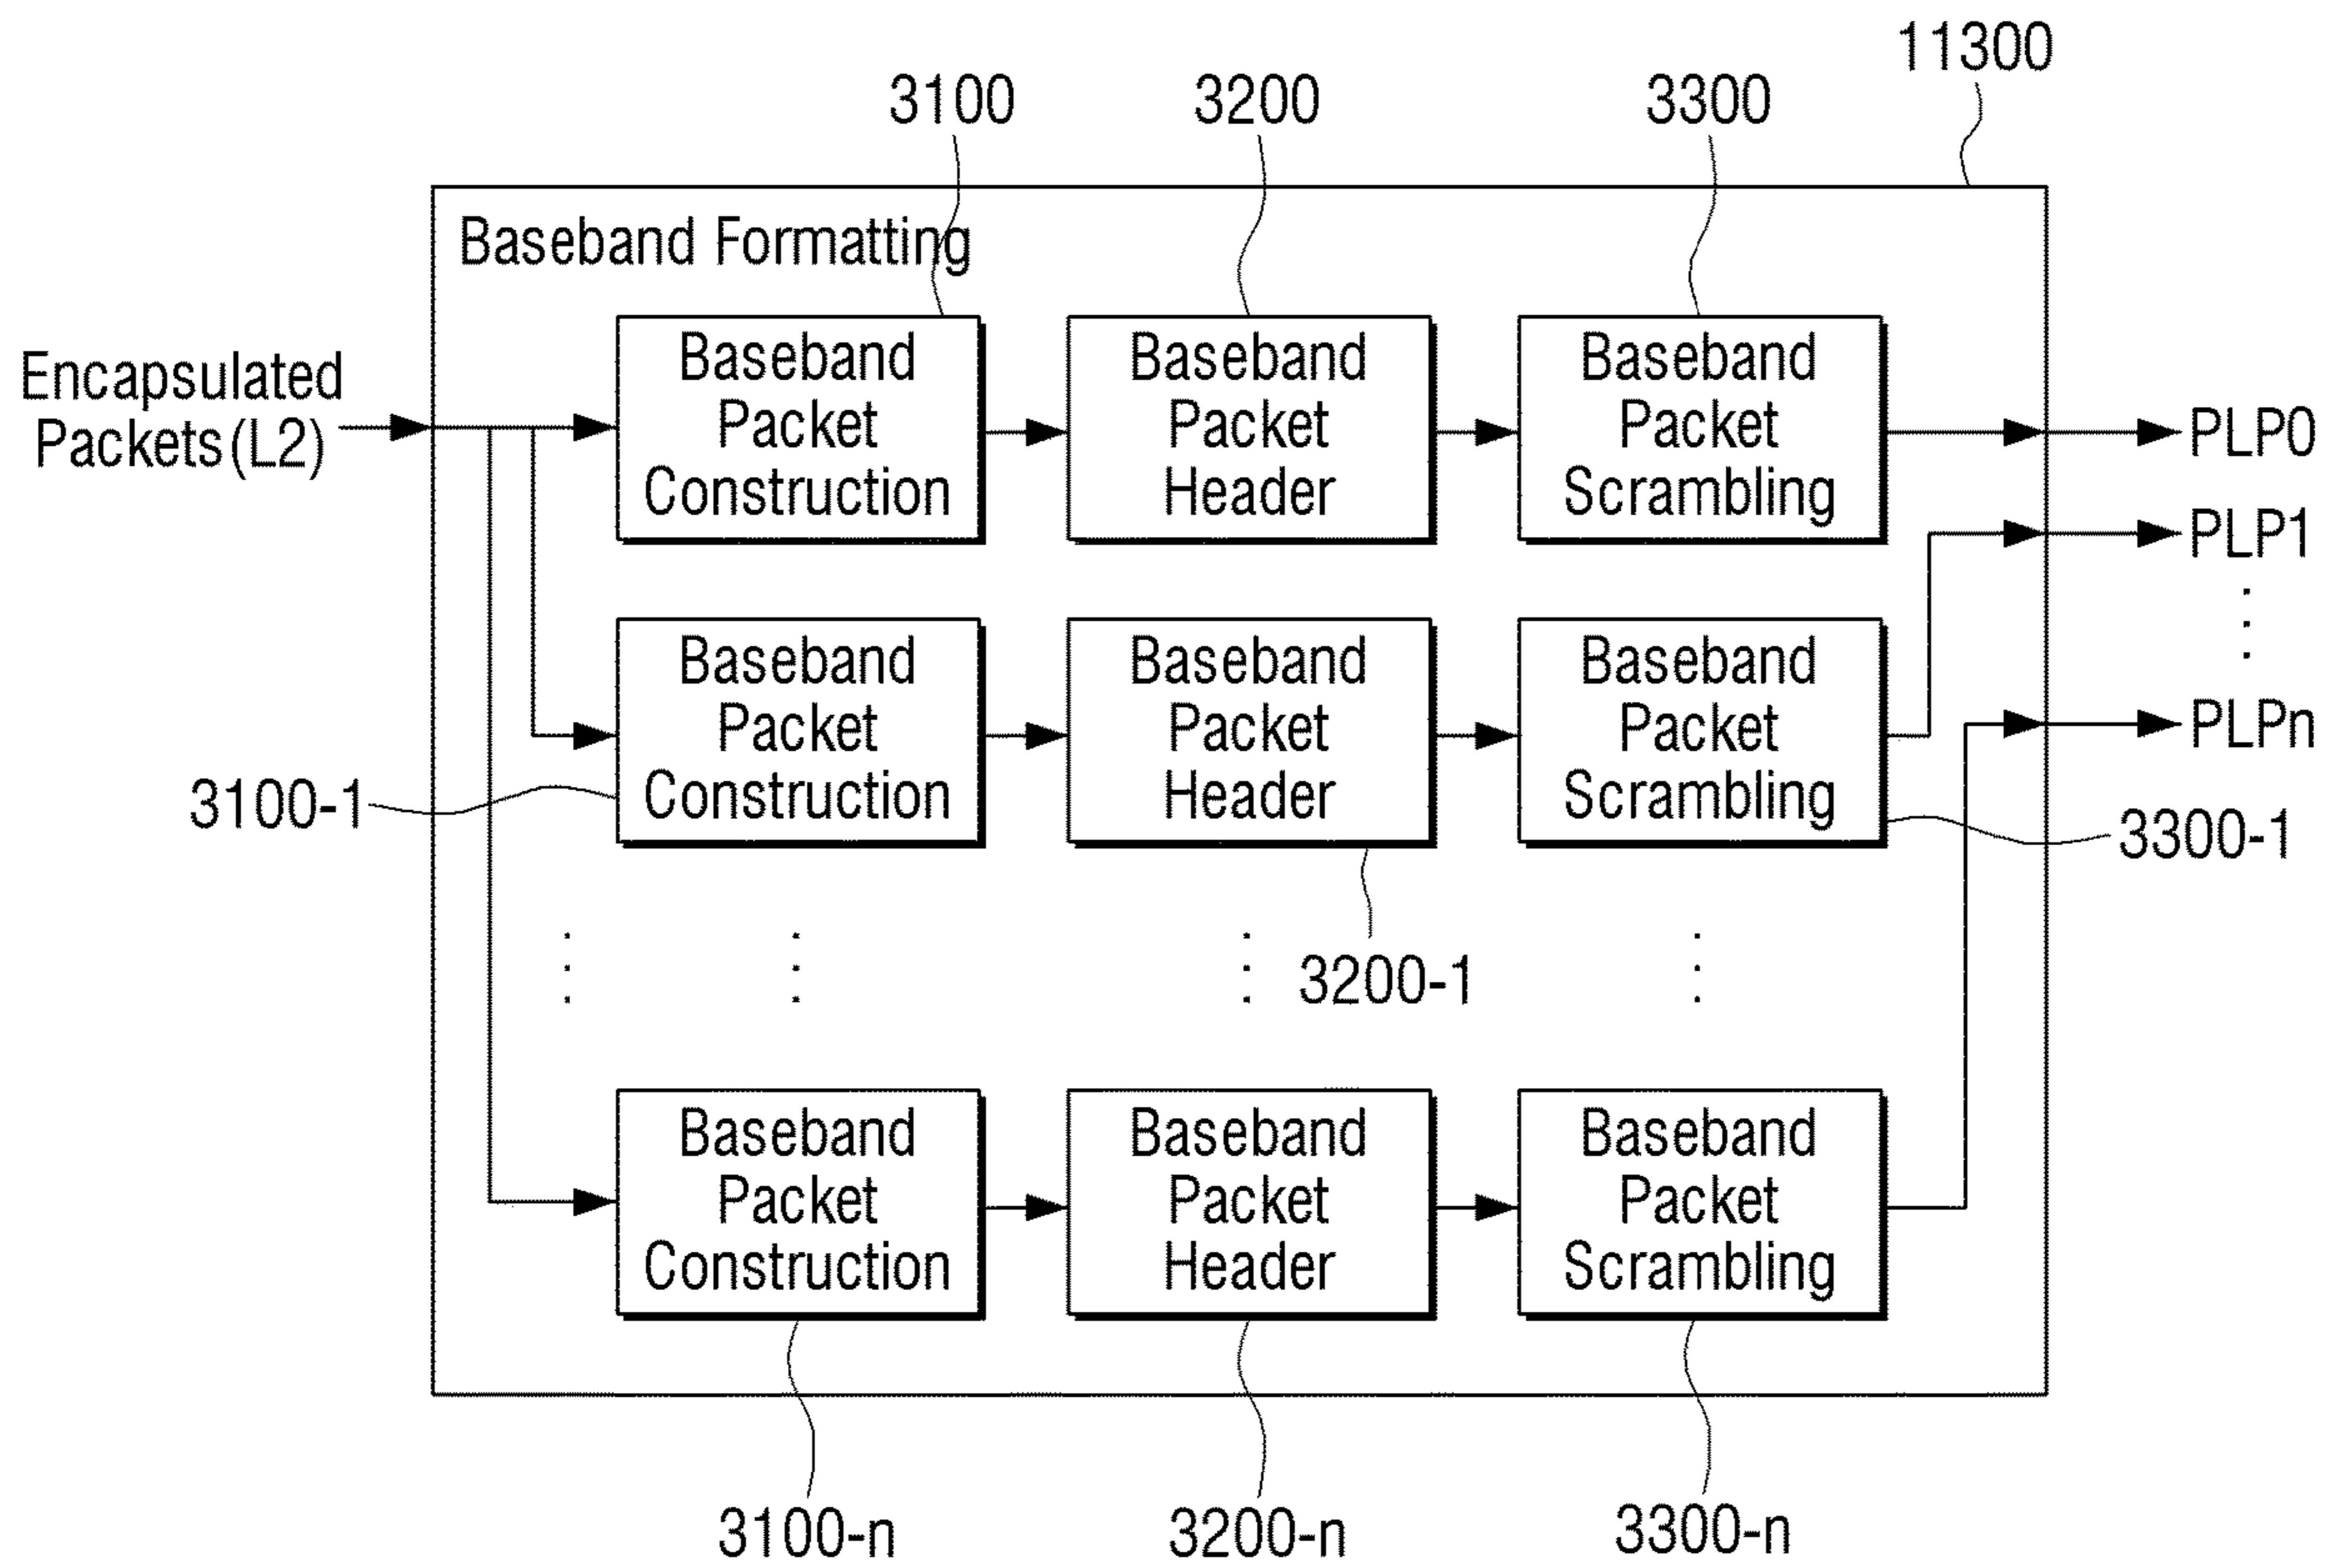 11300
3100
3200
3300
Baseband Formatting
Encapsulated
Packets(L2)
Baseband
Packet
Construction
Baseband
Packet
Header
Baseband
Packet
Scrambling
PLP0
PLP1
PLPn
Baseband
Packet
Construction
Baseband
Packet
Header
Baseband
Packet
Scrambling
3100-1
3300-1
3200-1
Baseband
Packet
Construction
Baseband
Packet
Header
Baseband
Packet
Scrambling
3100-n
3200-n
3300-n